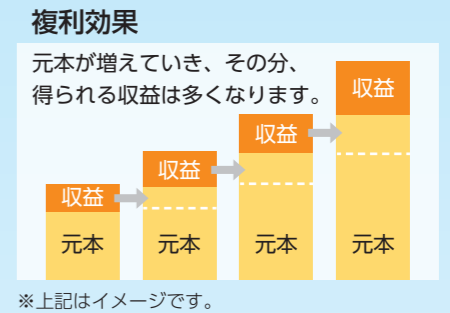 複利効果
元本が増えていき、その分、
得られる収益は多くなります。
収益
収益
収益
収益
元本
元本
元本
元本
※上記はイメージです。